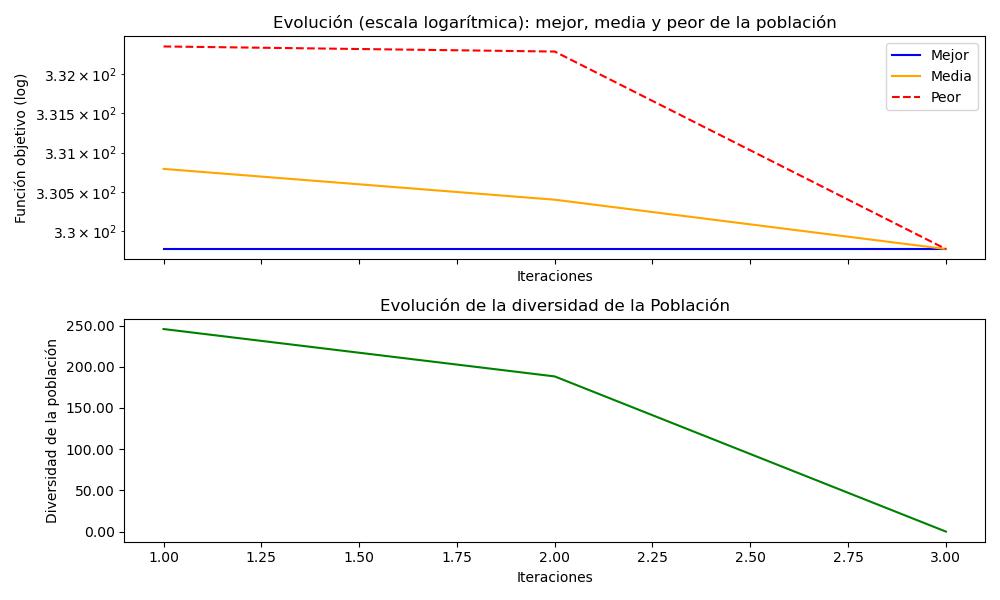 Evolución (escala logarítmica): mejor, media y peor de la población
Función objetivo (log)
3.32 × 10²
3.315 × 10²
3.31 × 10²
3.305 × 10²
3.3 × 10²
Mejor
Media
Peor
Iteraciones
Evolución de la diversidad de la Población
Diversidad de la población
250.00
200.00
150.00
100.00
50.00
0.00
1.00 1.25 1.50 1.75 2.00 2.25 2.50 2.75 3.00
Iteraciones